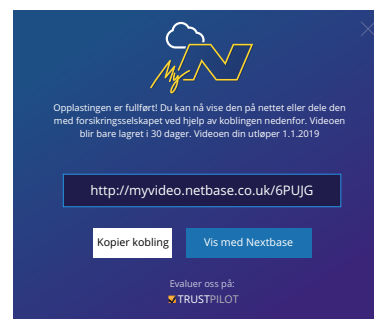 My N
Opplastingen er fullført! Du kan nå vise den på nettet eller dele den
med forsikringsselskapet ved hjelp av koblingen nedenfor. Videoen
blir bare lagret i 30 dager. Videoen din utløper 1.1.2019
http://myvideo.netbase.co.uk/6PUJG
Kopier kobling
Vis med Nextbase
Evaluer oss på:
TRUSTPILOT